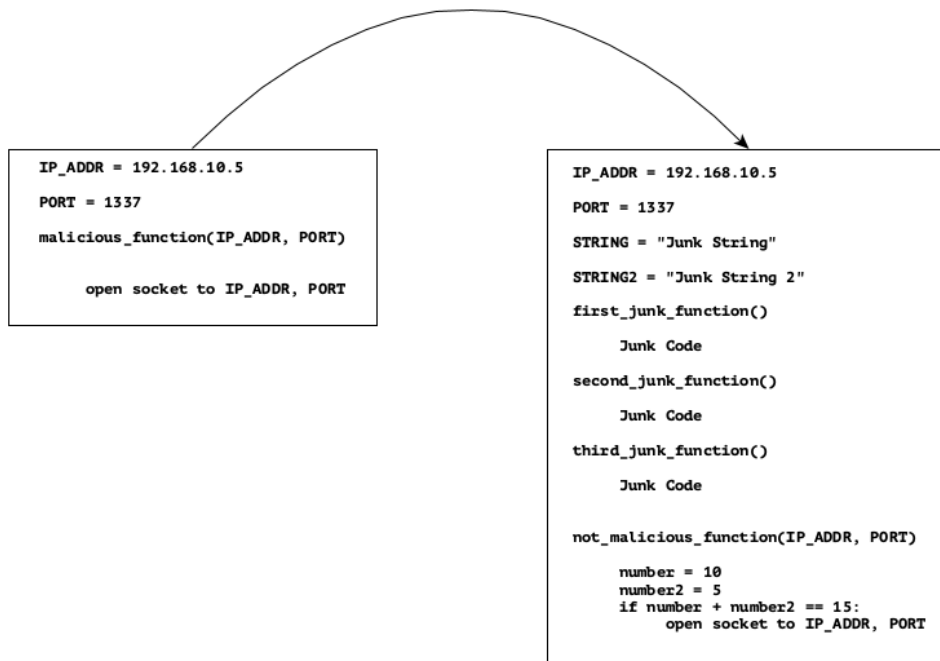 IP_ADDR = 192.168.10.5
PORT = 1337
malicious_function(IP_ADDR, PORT)
open socket to IP_ADDR, PORT
IP_ADDR = 192.168.10.5
PORT = 1337
STRING = "Junk String"
STRING2 = "Junk String 2"
first_junk_function()
Junk Code
second_junk_function()
Junk Code
third_junk_function()
Junk Code
not_malicious_function(IP_ADDR, PORT)
number = 10
number2 = 5
if number + number2 == 15:
open socket to IP_ADDR, PORT